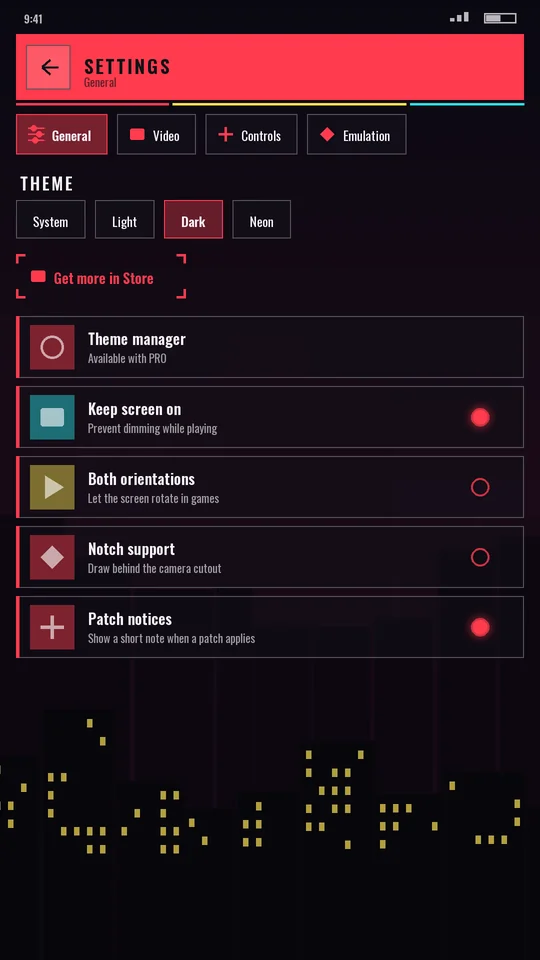 9:41
SETTINGS
General
General
Video
Controls
Emulation
THEME
System
Light
Dark
Neon
Get more in Store
Theme manager
Available with PRO
Keep screen on
Prevent dimming while playing
Both orientations
Let the screen rotate in games
Notch support
Draw behind the camera cutout
Patch notices
Show a short note when a patch applies